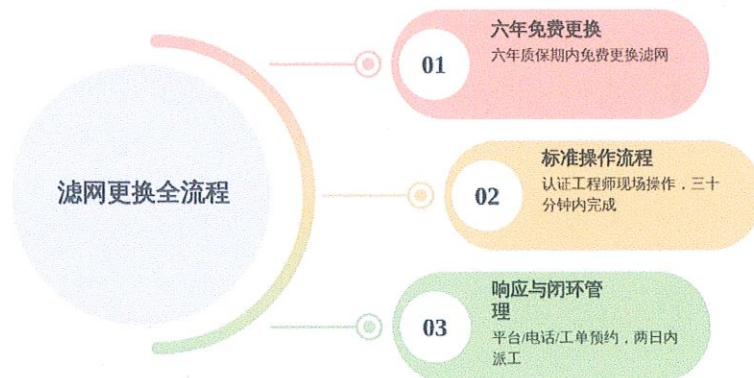 滤网更换全流程
01
六年免费更换
六年质保期内免费更换滤网
02
标准操作流程
认证工程师现场操作，三十
分钟内完成
03
响应与闭环管
理
平台/电话/工单预约，两日内
派工